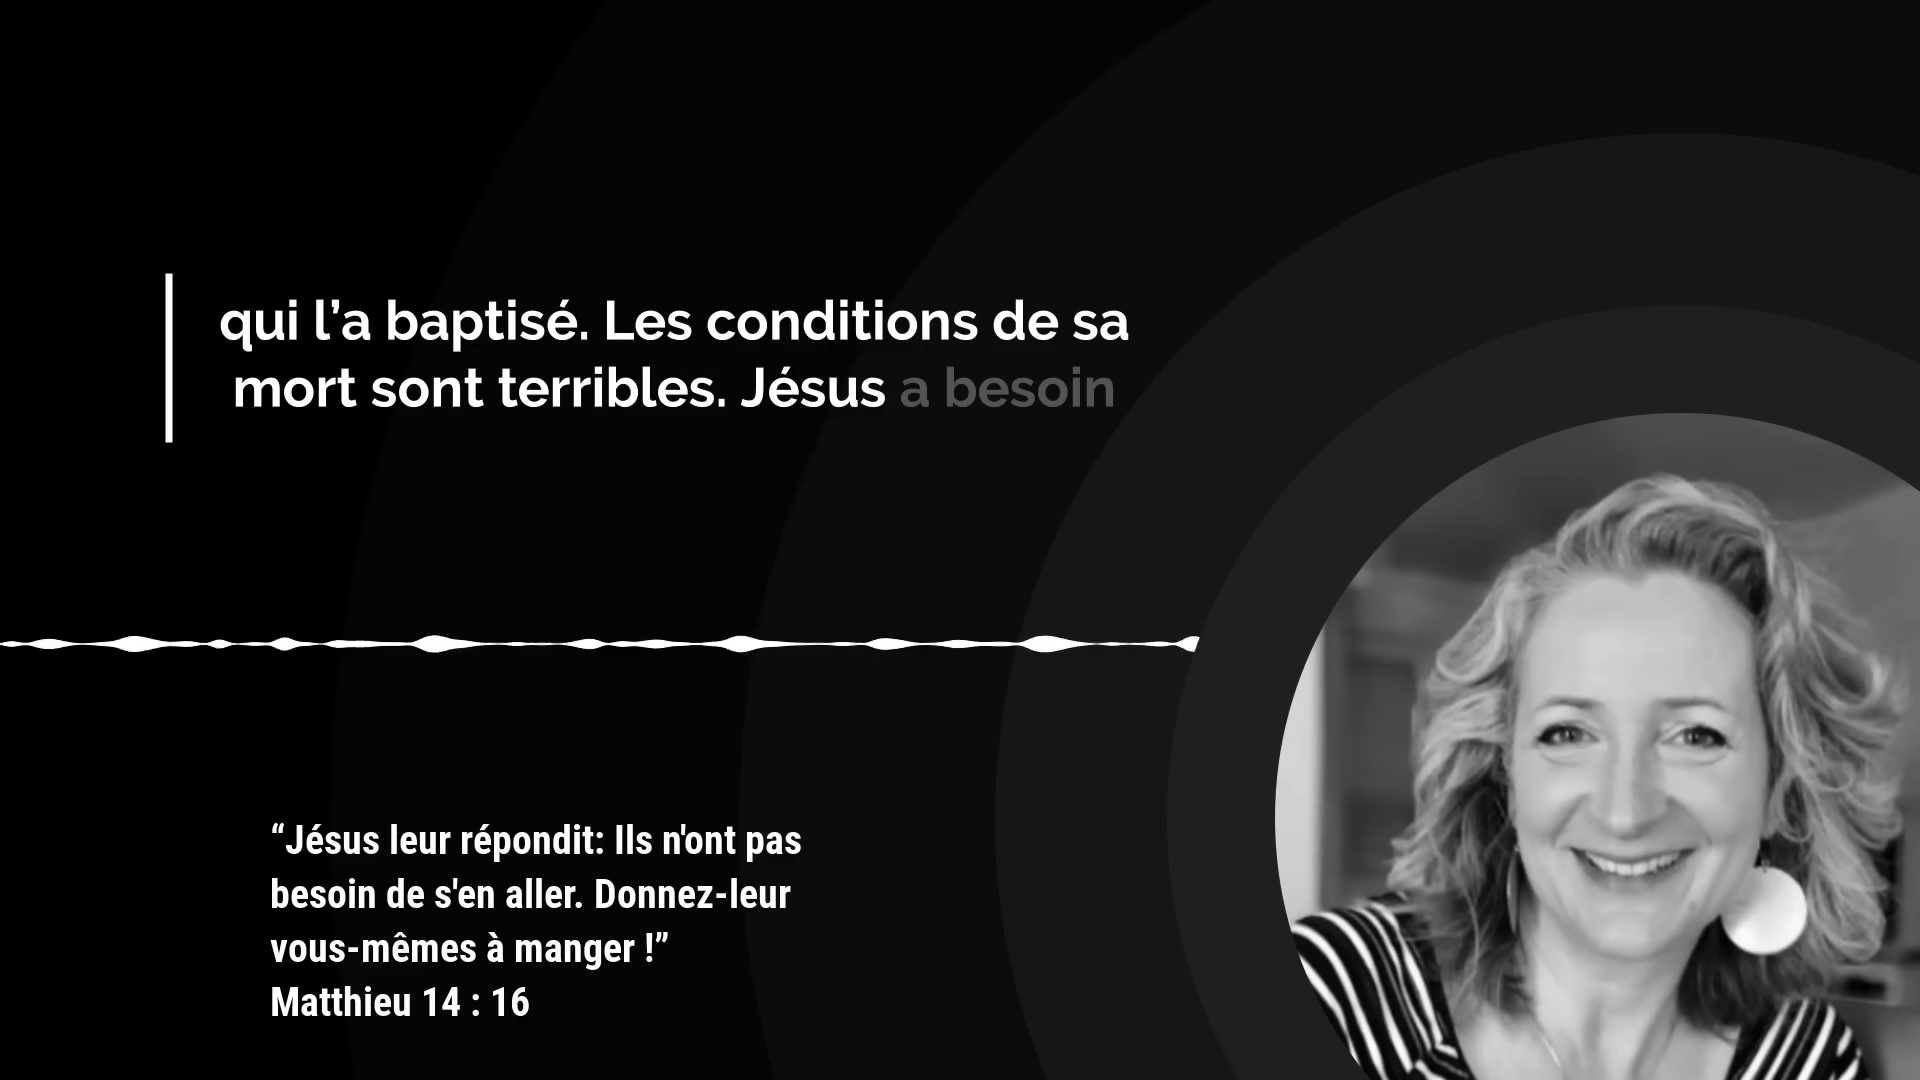 qui l’a baptisé. Les conditions de sa
mort sont terribles. Jésus a besoin
“Jésus leur répondit: Ils n'ont pas
besoin de s'en aller. Donnez-leur
vous-mêmes à manger !”
Matthieu 14 : 16